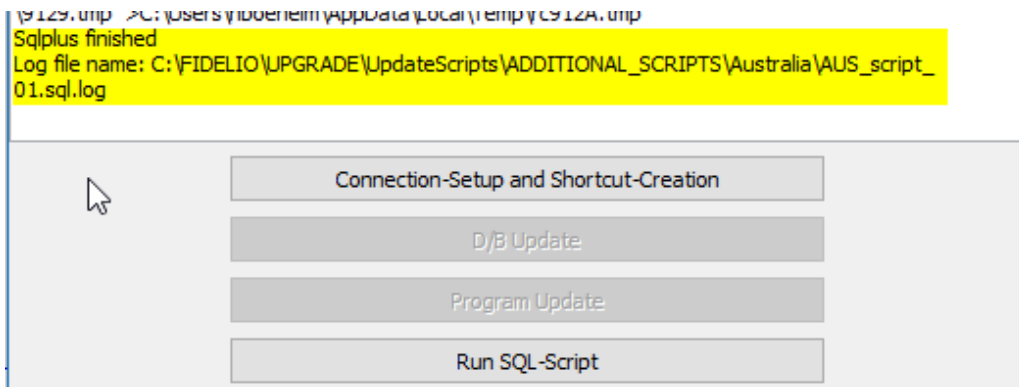 Sqlplus finished
Log file name: C:\FIDELIO\UPGRADE\UpdateScripts\ADDITIONAL_SCRIPTS\Australia\AUS_script_
01.sql.log
Connection-Setup and Shortcut-Creation
D/B Update
Program Update
Run SQL-Script